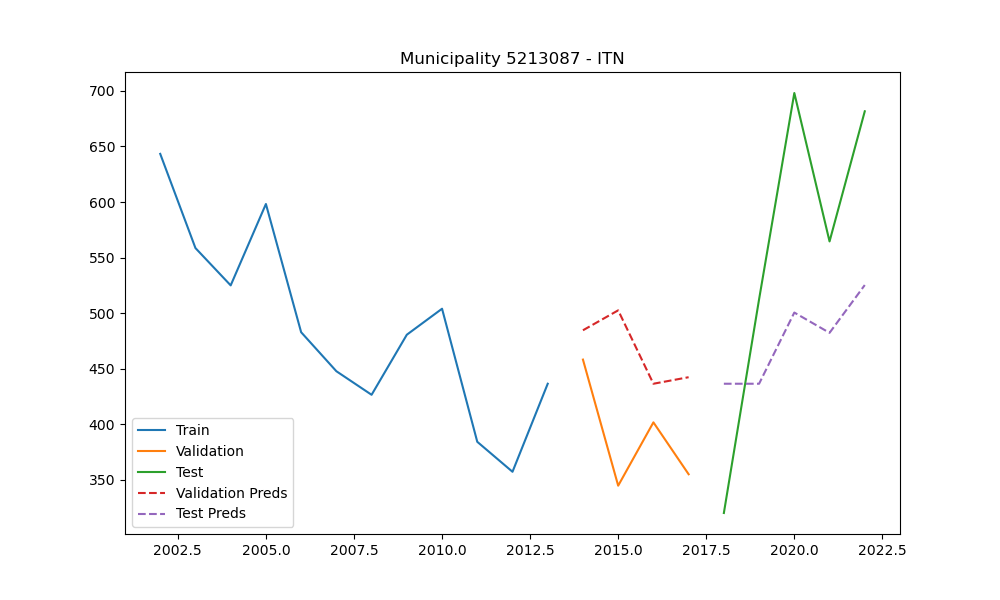 Municipality 5213087 - ITN
700
650
600
550
500
450
400
350
Train
Validation
Test
Validation Preds
Test Preds
2002.5 2005.0 2007.5 2010.0 2012.5 2015.0 2017.5 2020.0 2022.5